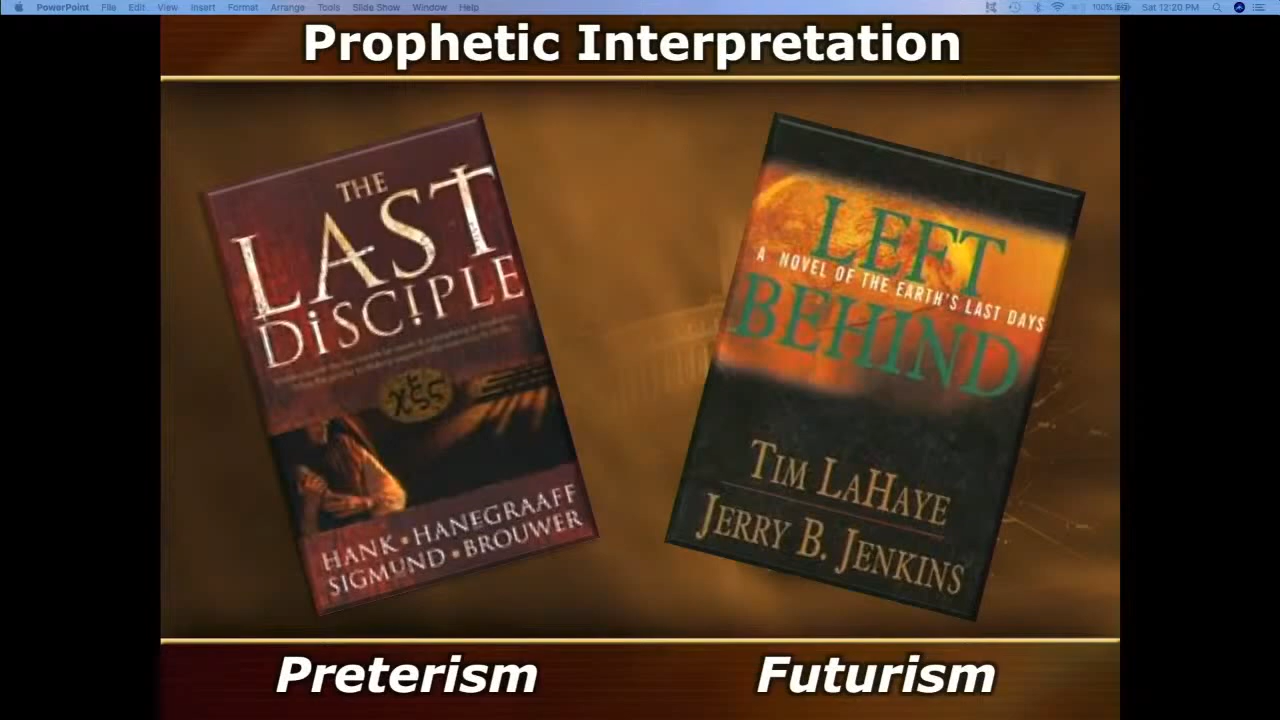 PowerPoint File Edit View Insert Format Arrange Tools Slide Show Window Help 100% Sat 12:20 PM
Prophetic Interpretation
THE
LAST
DISCIPLE
χξς
HANK • HANEGRAAFF
SIGMUND • BROUWER
LEFT
A NOVEL OF THE EARTH'S LAST DAYS
BEHIND
TIM LAHAYE
JERRY B. JENKINS
Preterism
Futurism